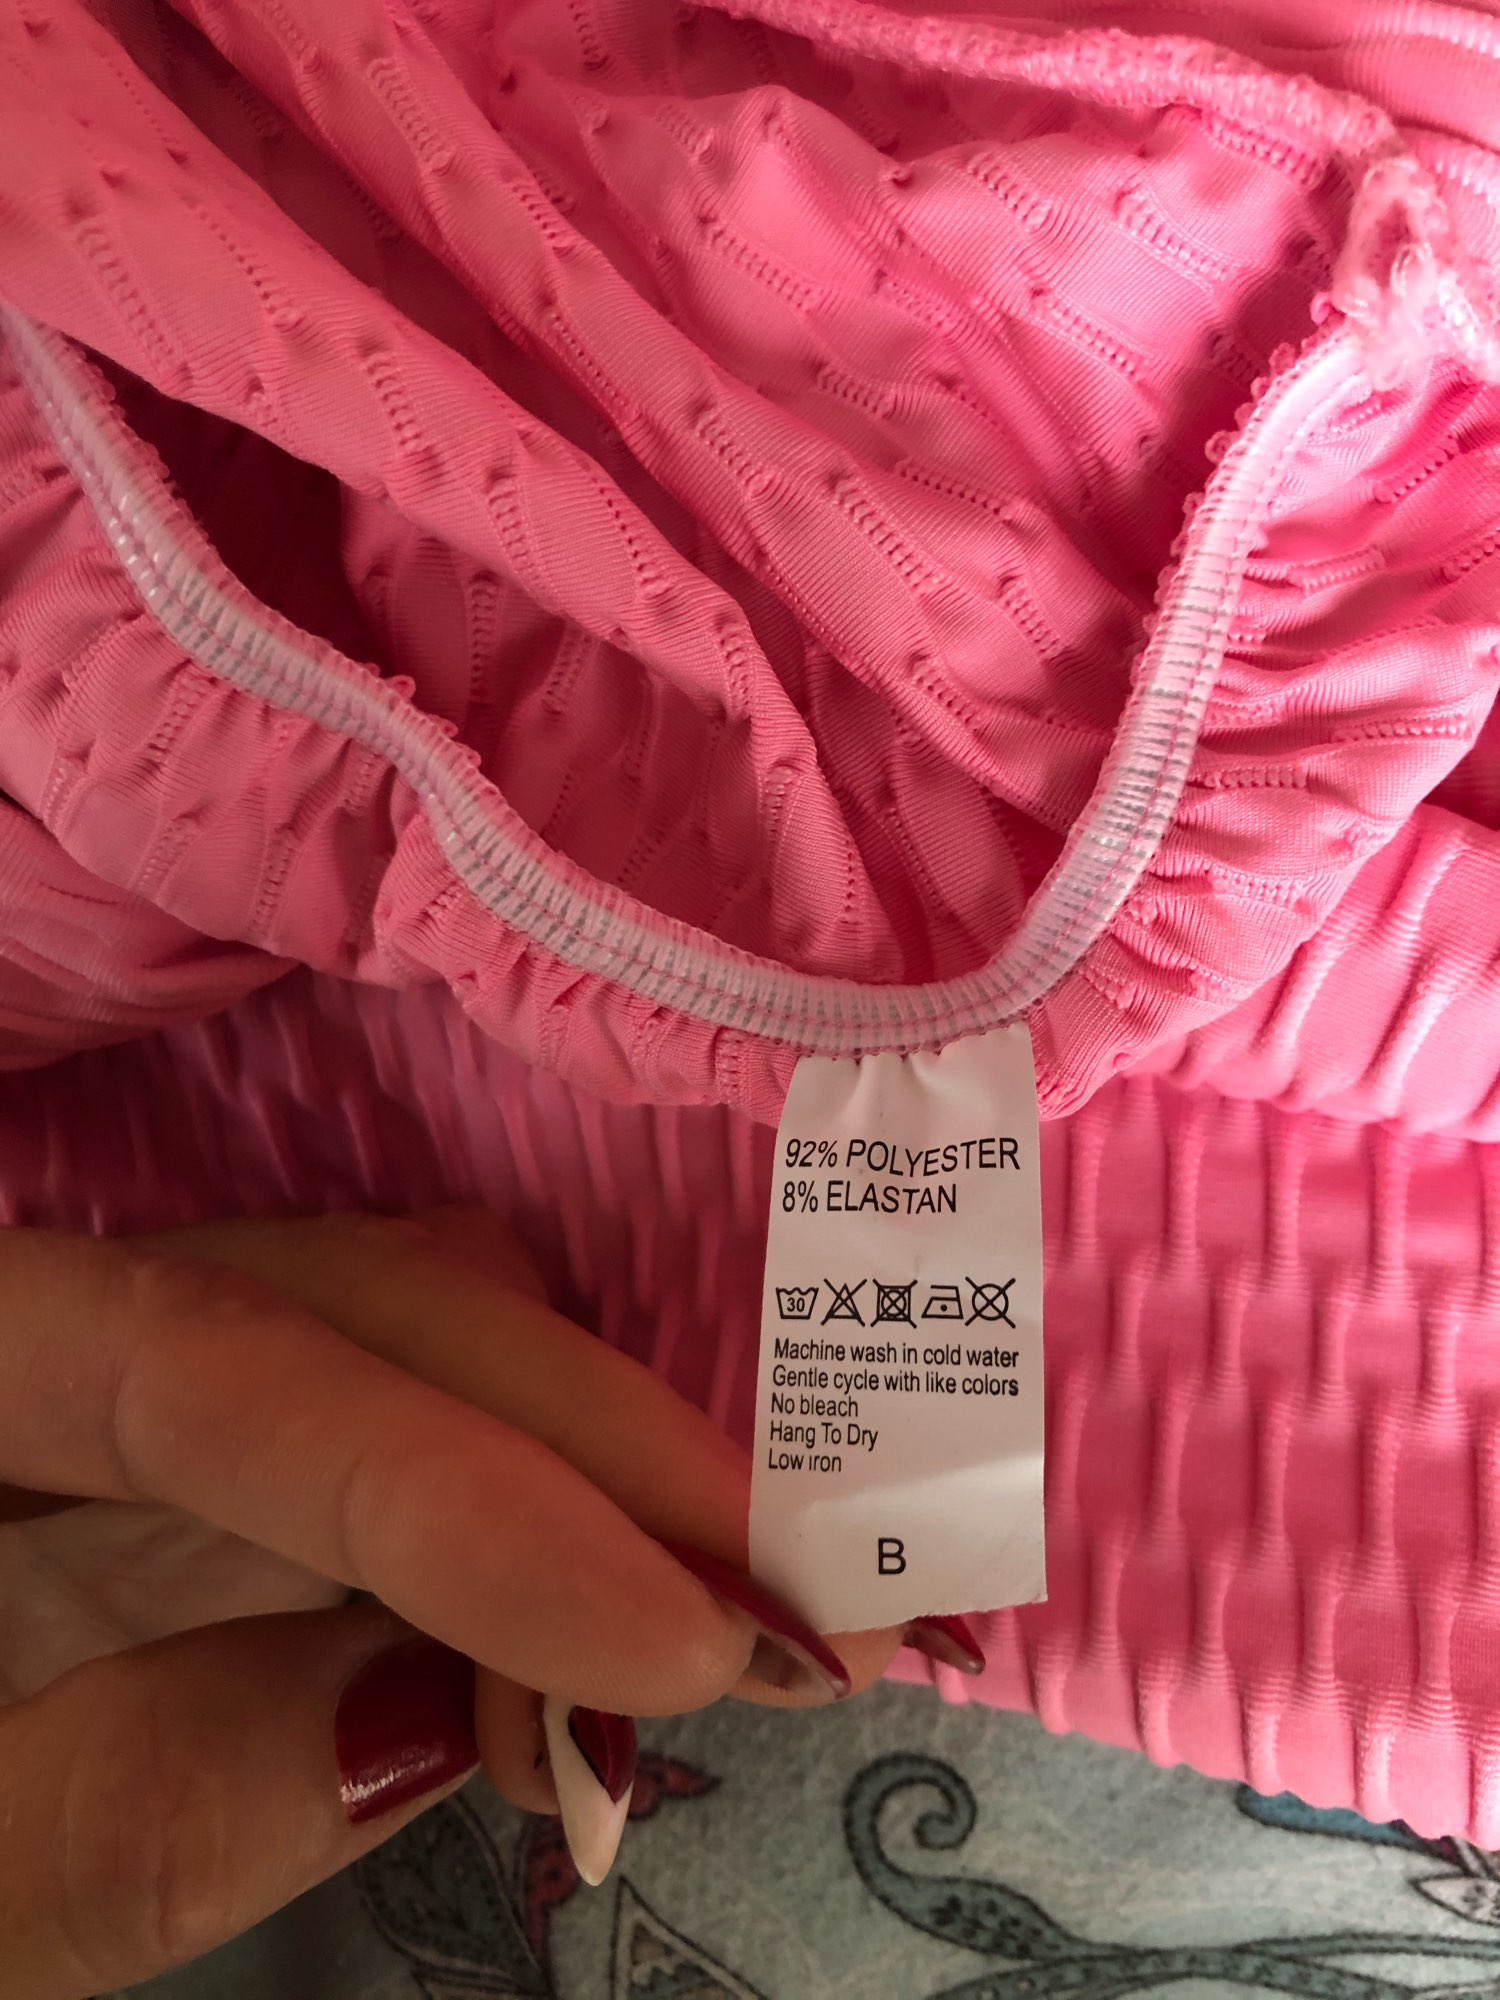 92% POLYESTER
8% ELASTAN
30
Machine wash in cold water
Gentle cycle with like colors
No bleach
Hang To Dry
Low iron
B